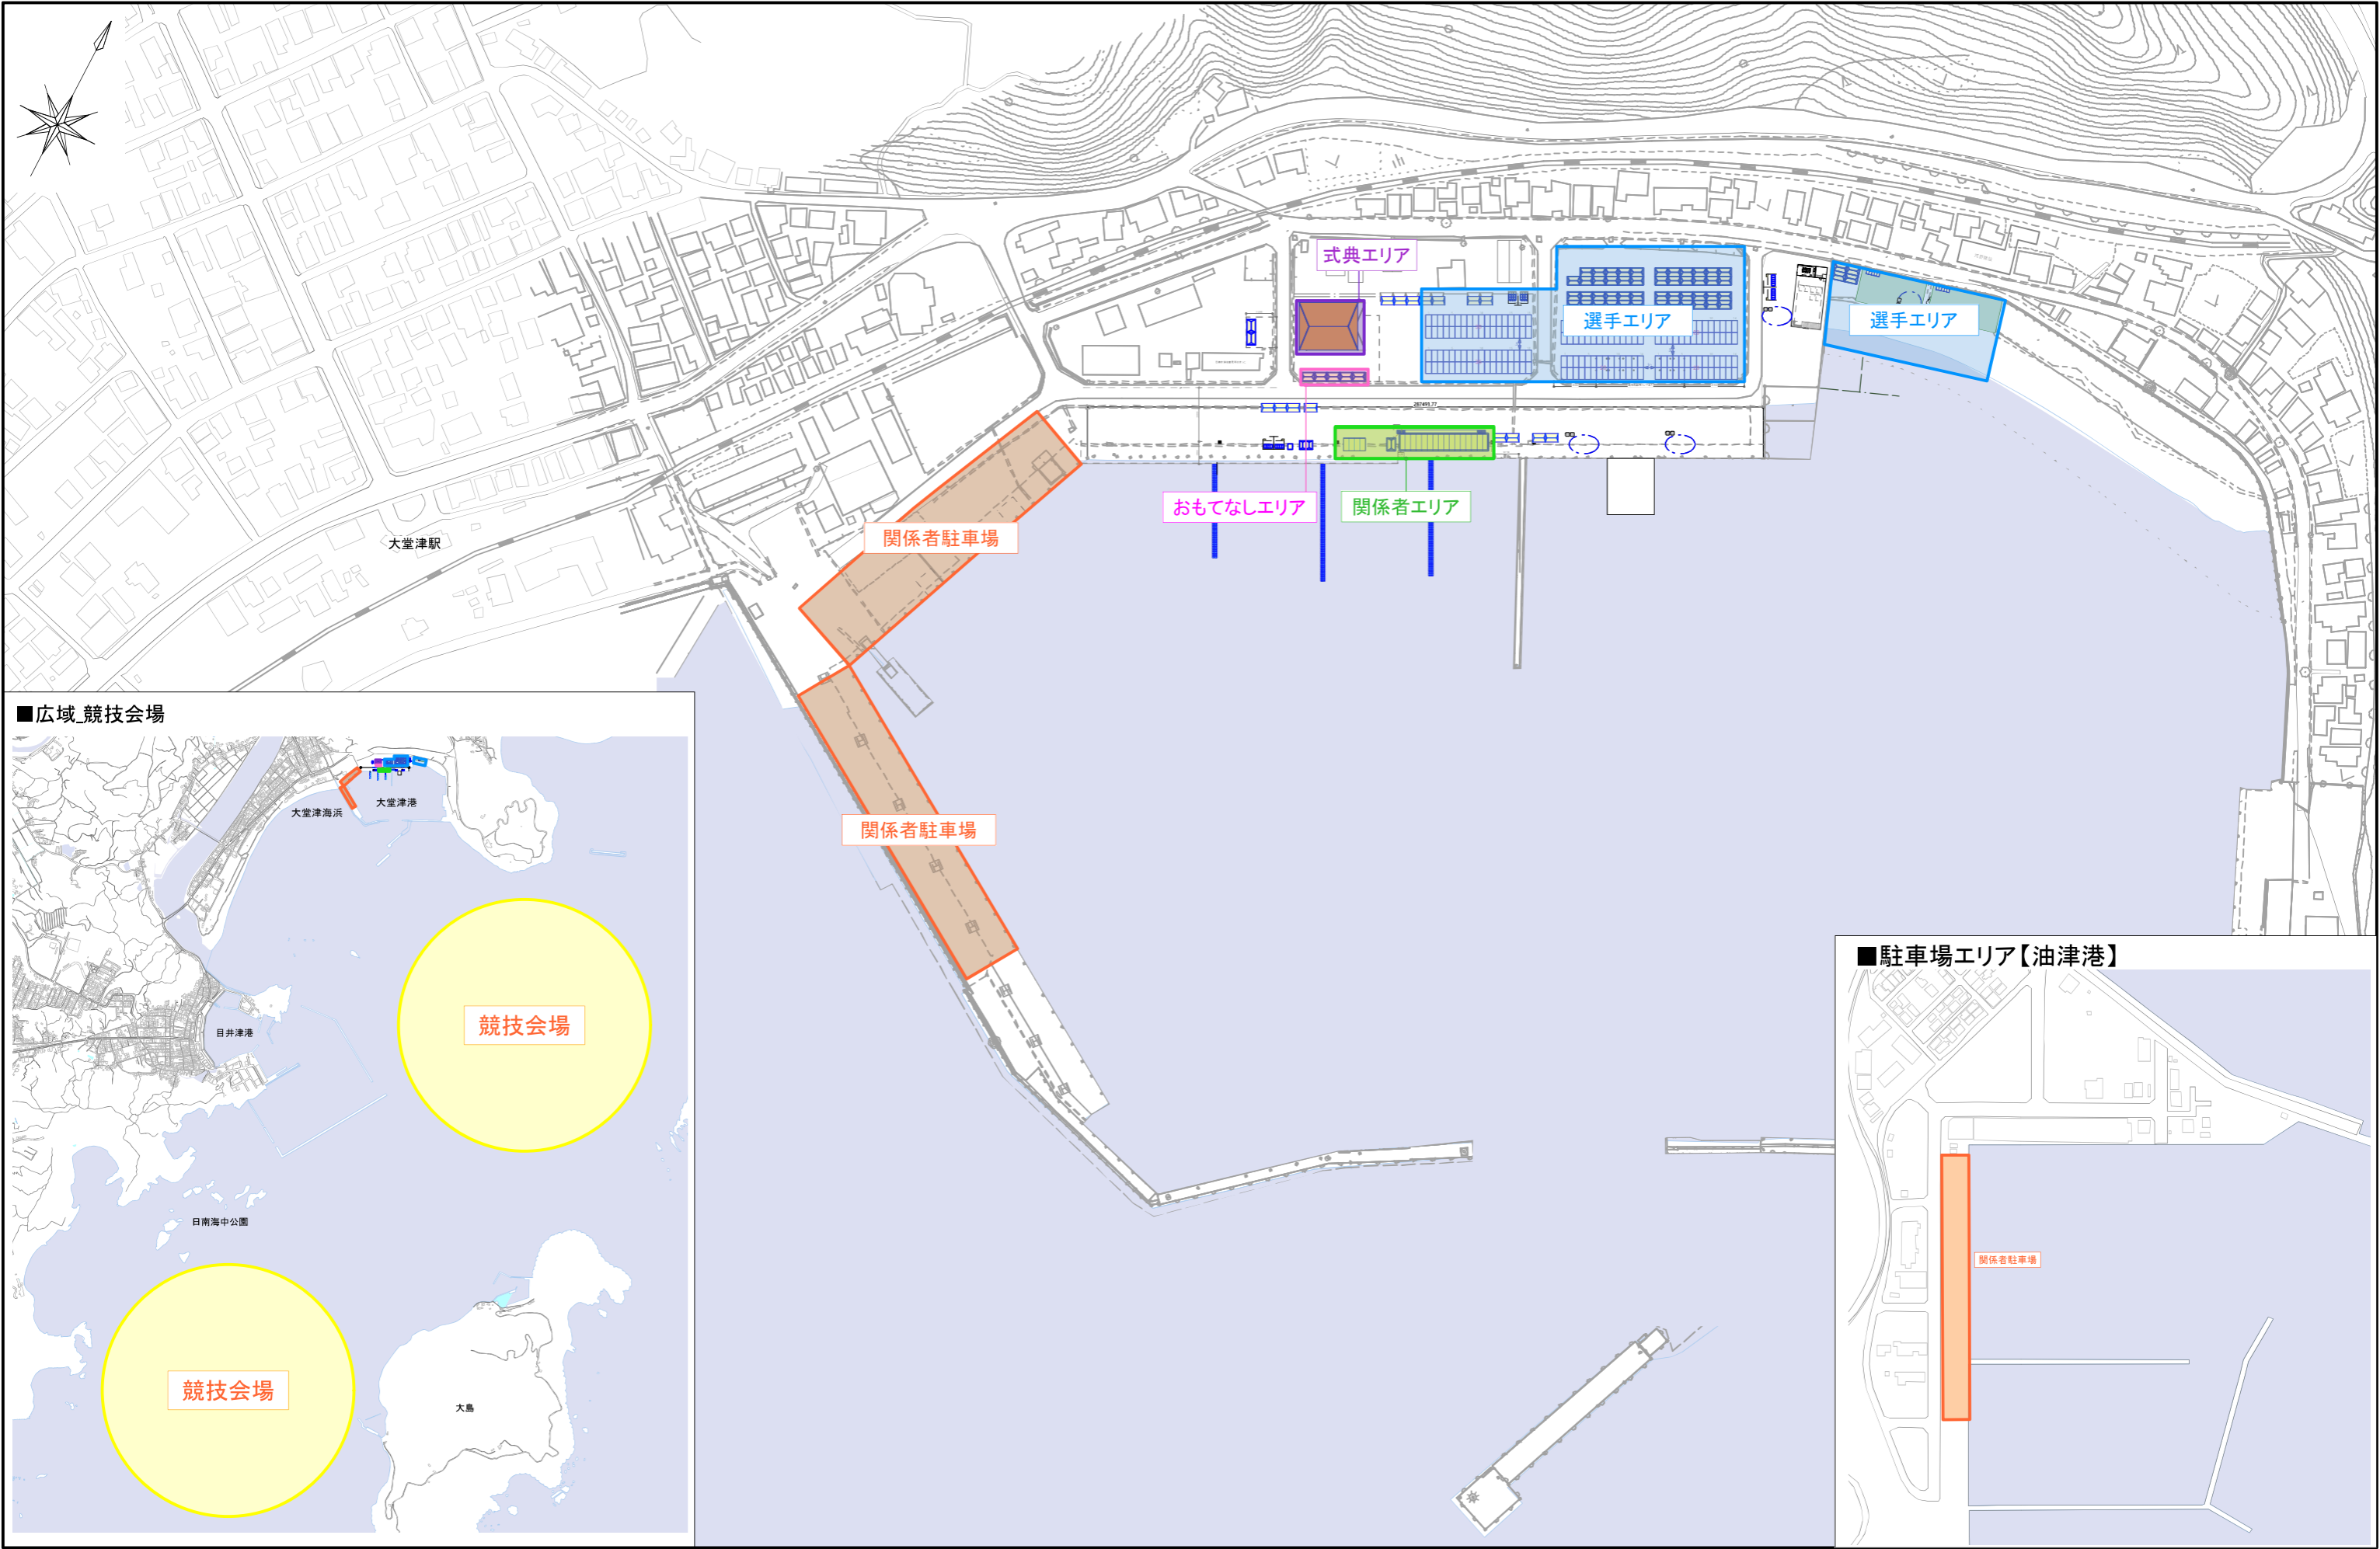 式典エリア
選手エリア
選手エリア
おもてなしエリア
関係者エリア
関係者駐車場
大堂津駅
関係者駐車場
■広域_競技会場
大堂津海浜
大堂津港
競技会場
目井津港
日南海中公園
競技会場
大島
■駐車場エリア【油津港】
関係者駐車場